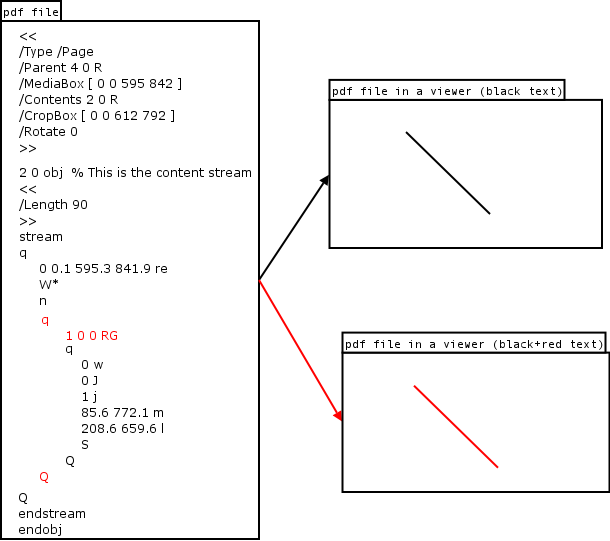 pdf file
<<
/Type /Page
/Parent 4 0 R
/MediaBox [ 0 0 595 842 ]
/Contents 2 0 R
/CropBox [ 0 0 612 792 ]
/Rotate 0
>>
2 0 obj  % This is the content stream
<<
/Length 90
>>
stream
q
0 0.1 595.3 841.9 re
W*
n
q
1 0 0 RG
q
0 w
0 J
1 j
85.6 772.1 m
208.6 659.6 l
S
Q
Q
Q
endstream
endobj
pdf file in a viewer (black text)
pdf file in a viewer (black+red text)